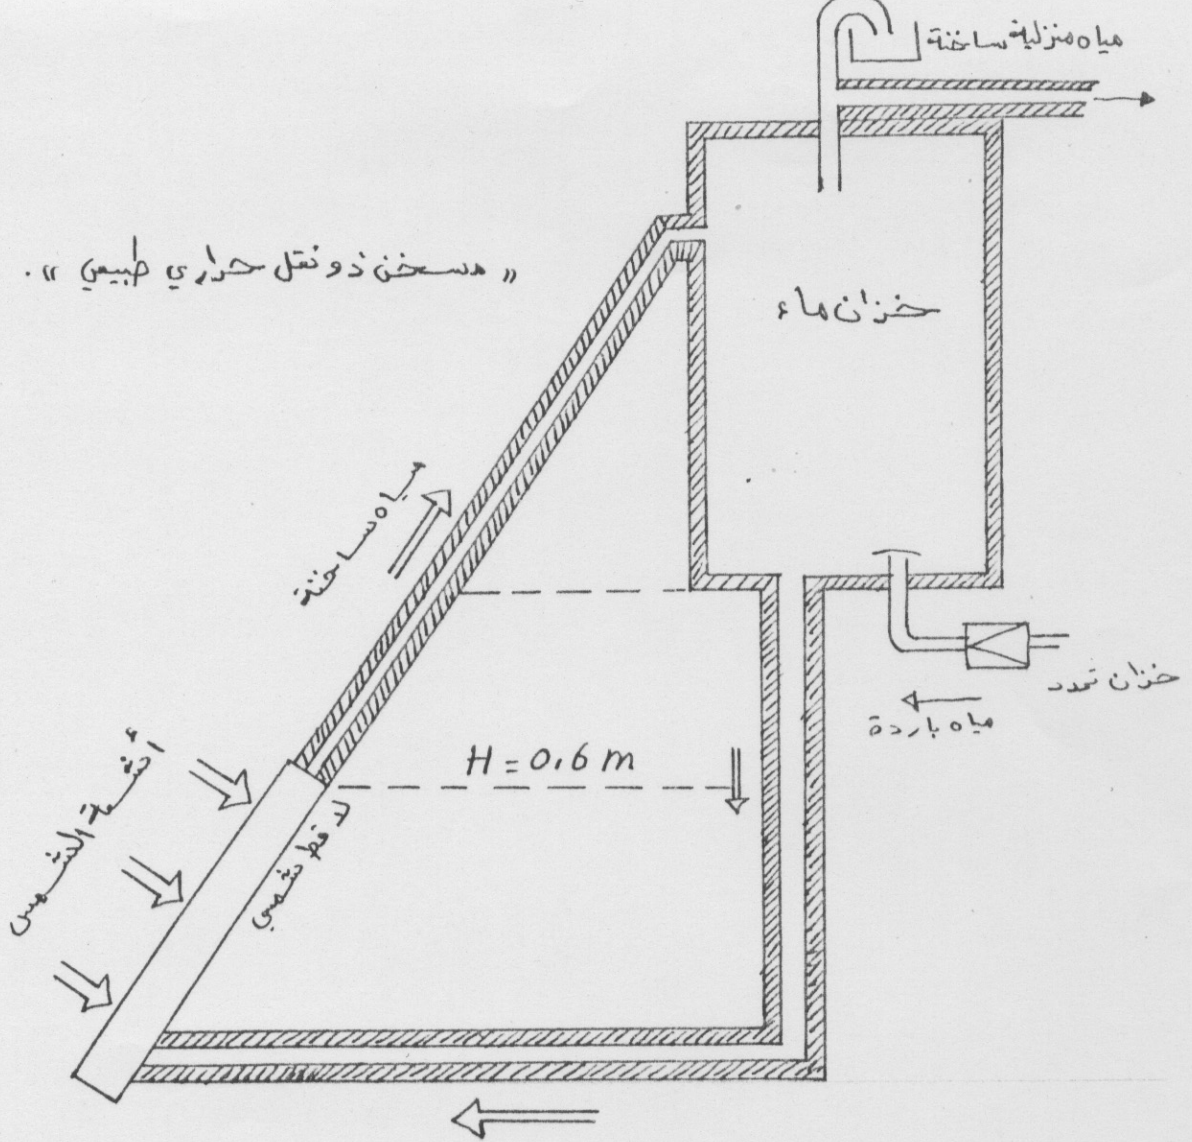 مياه منزلية ساخنة
« مسخن ذو نقل حراري طبيعي ».
خزان ماء
مياه ساخنة
خزان تمدد
مياه باردة
H = 0,6 m
أشعة الشمس
لاقط شمسي